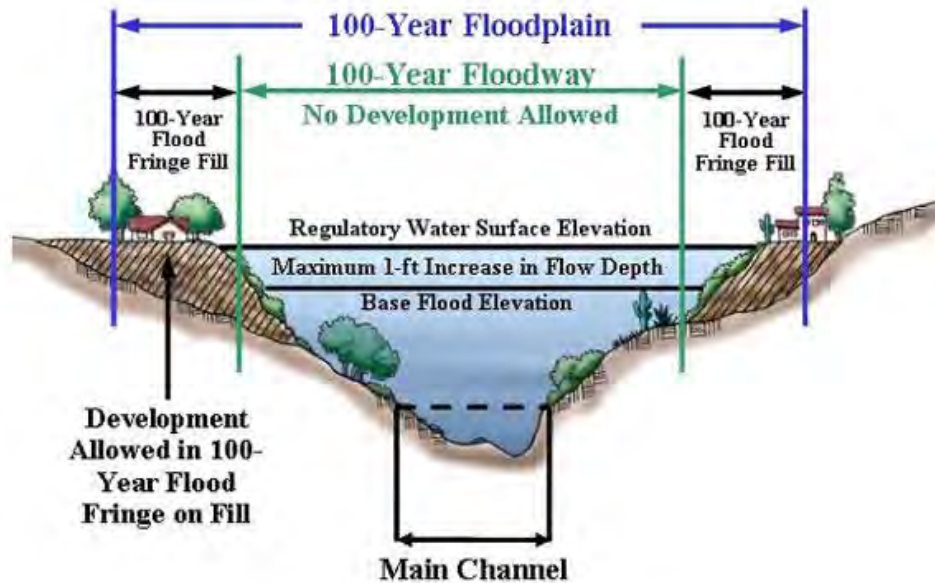 100-Year Floodplain
100-Year Floodway
No Development Allowed
100-Year
Flood
Fringe Fill
100-Year
Flood
Fringe Fill
Regulatory Water Surface Elevation
Maximum 1-ft Increase in Flow Depth
Base Flood Elevation
Development
Allowed in 100-
Year Flood
Fringe on Fill
Main Channel